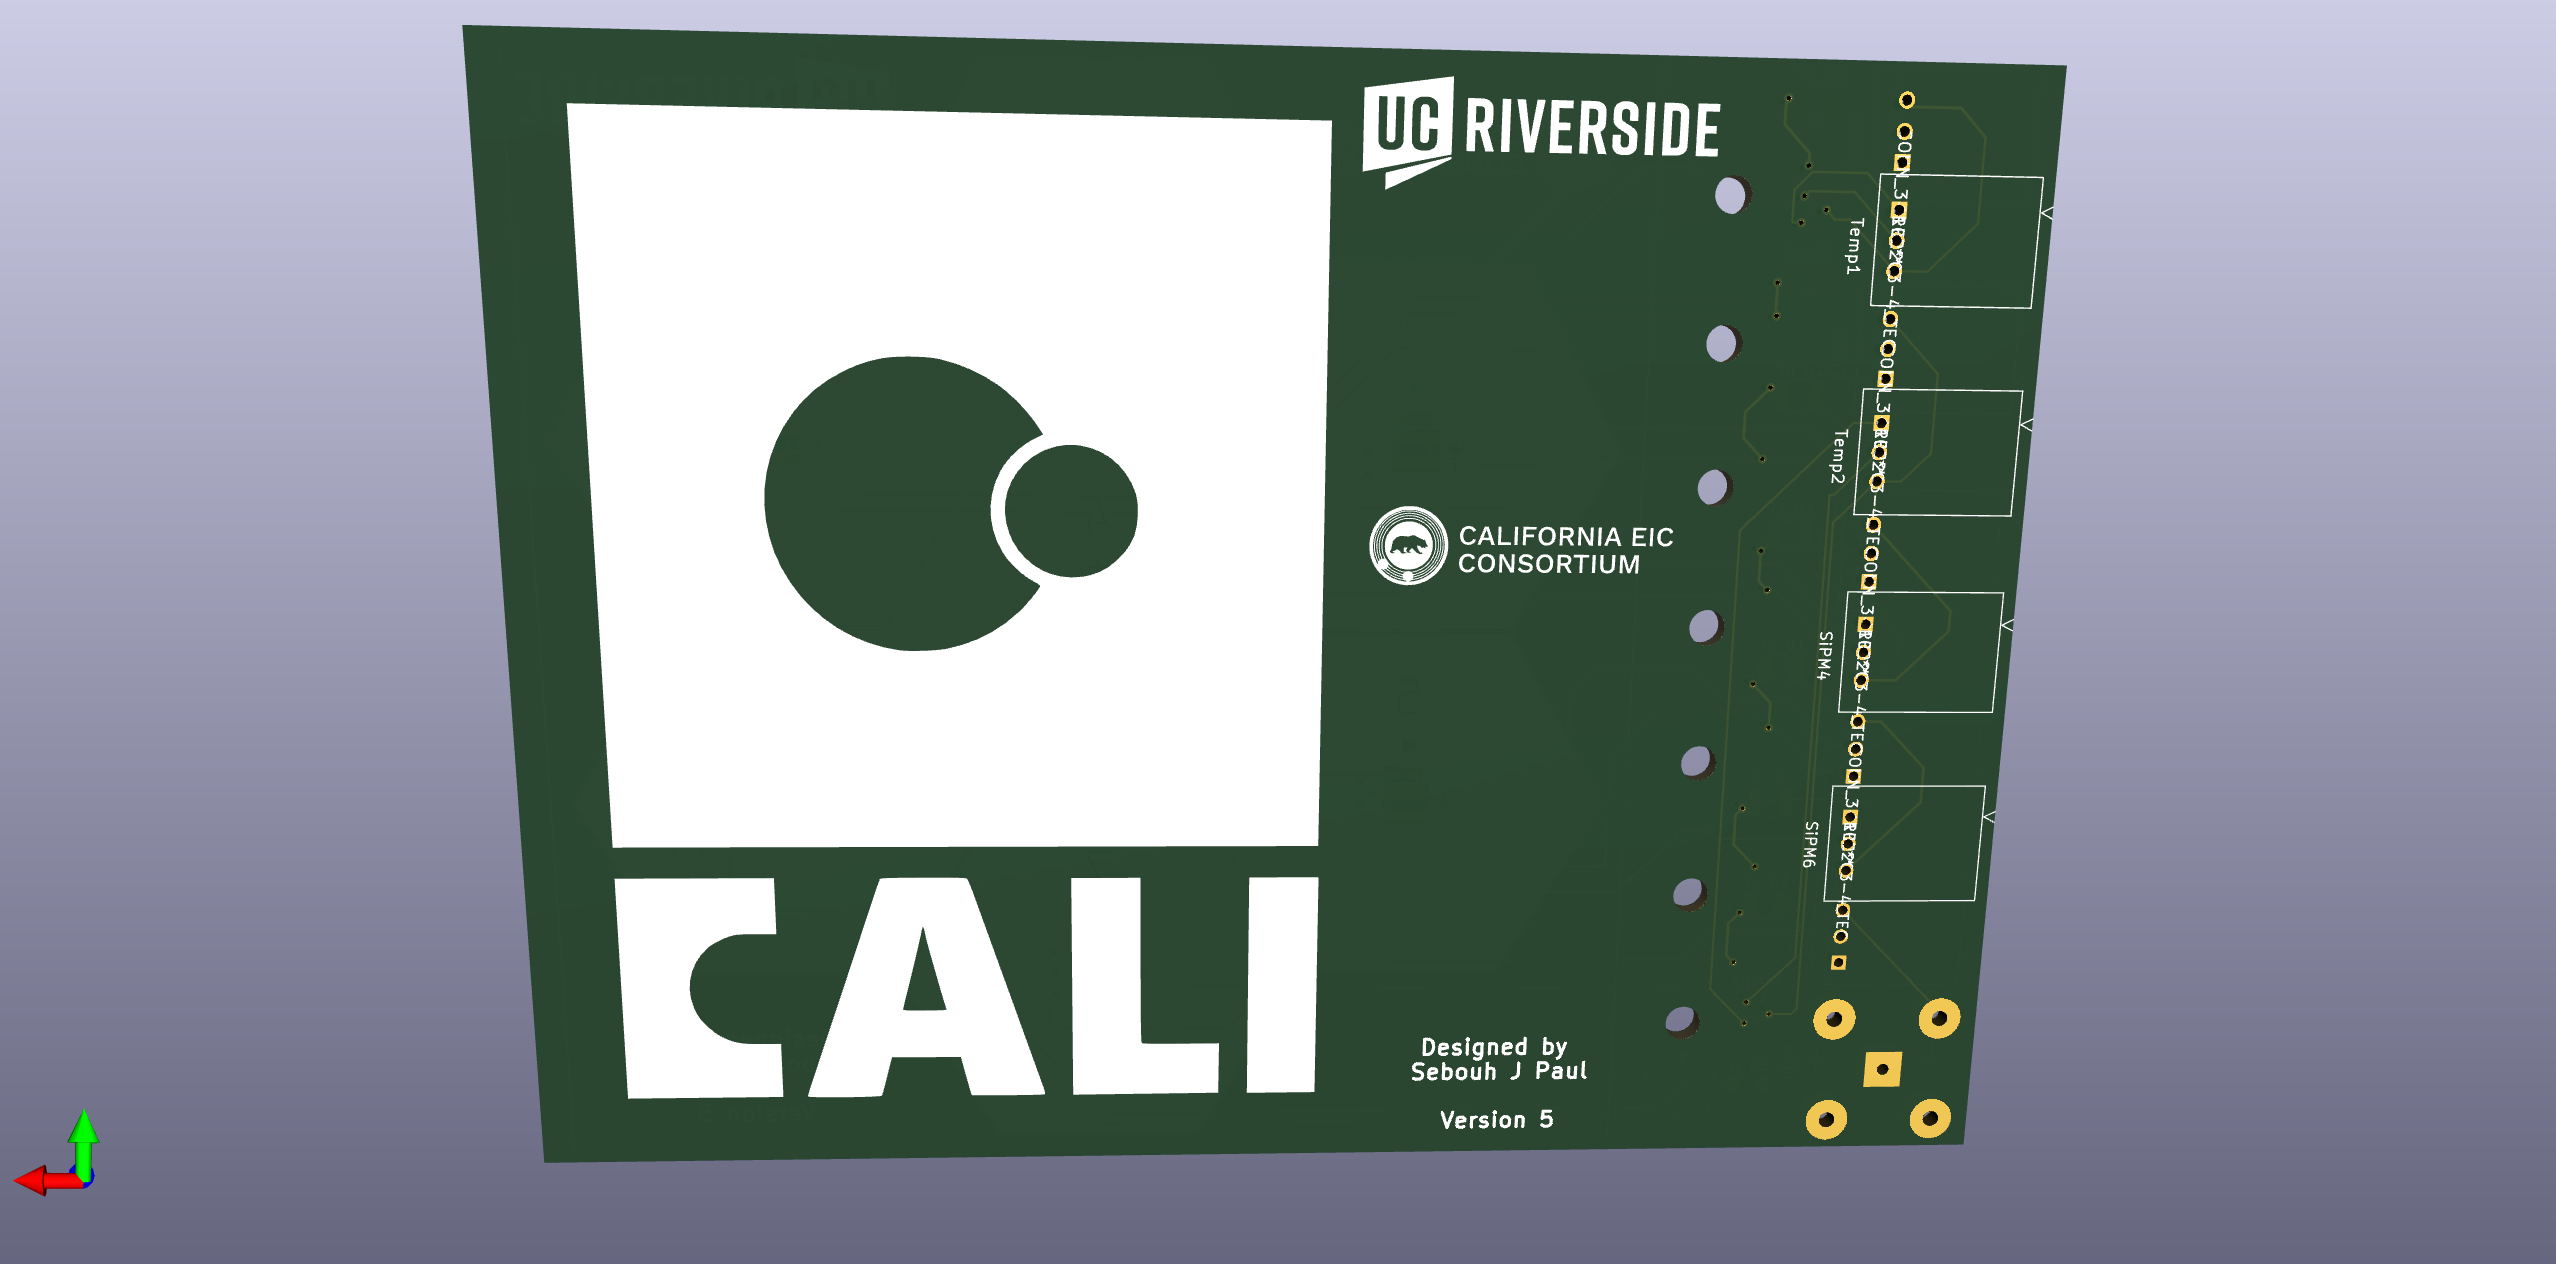 UC RIVERSIDE
CALIFORNIA EIC
CONSORTIUM
CALI
Designed by
Sebouh J Paul
Version 5
Temp1
Temp2
SiPM4
SiPM6